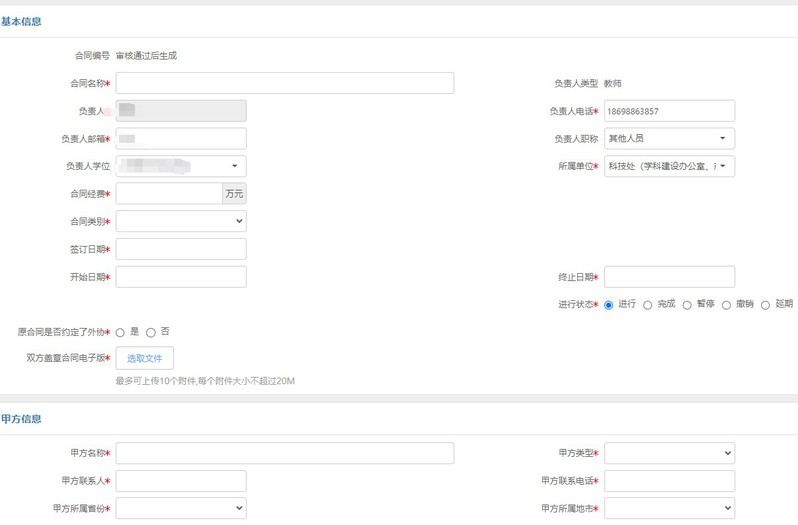 基本信息
合同编号 审核通过后生成
合同名称* 负责人类型 教师
负责人* 负责人电话* 18698863857
负责人邮箱* 负责人职称 其他人员
负责人学位 所属单位* 科技处（学科建设办公室、
合同经费* 万元
合同类别*
签订日期*
开始日期* 终止日期*
进行状态* 进行 完成 暂停 撤销 延期
原合同是否约定了外协* 是 否
双方盖章合同电子版* 选取文件
最多可上传10个附件,每个附件大小不超过20M
甲方信息
甲方名称* 甲方类型*
甲方联系人* 甲方联系电话*
甲方所属省份* 甲方所属地市*